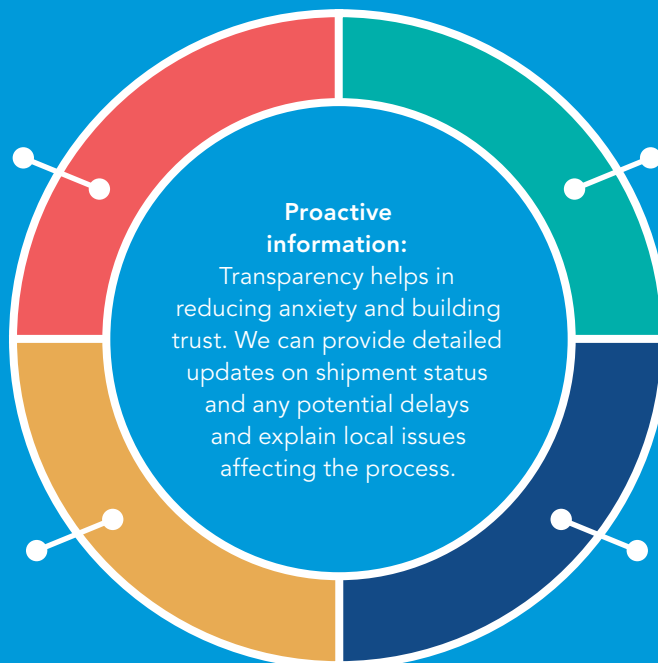 Proactive
information:
Transparency helps in
reducing anxiety and building
trust. We can provide detailed
updates on shipment status
and any potential delays
and explain local issues
affecting the process.